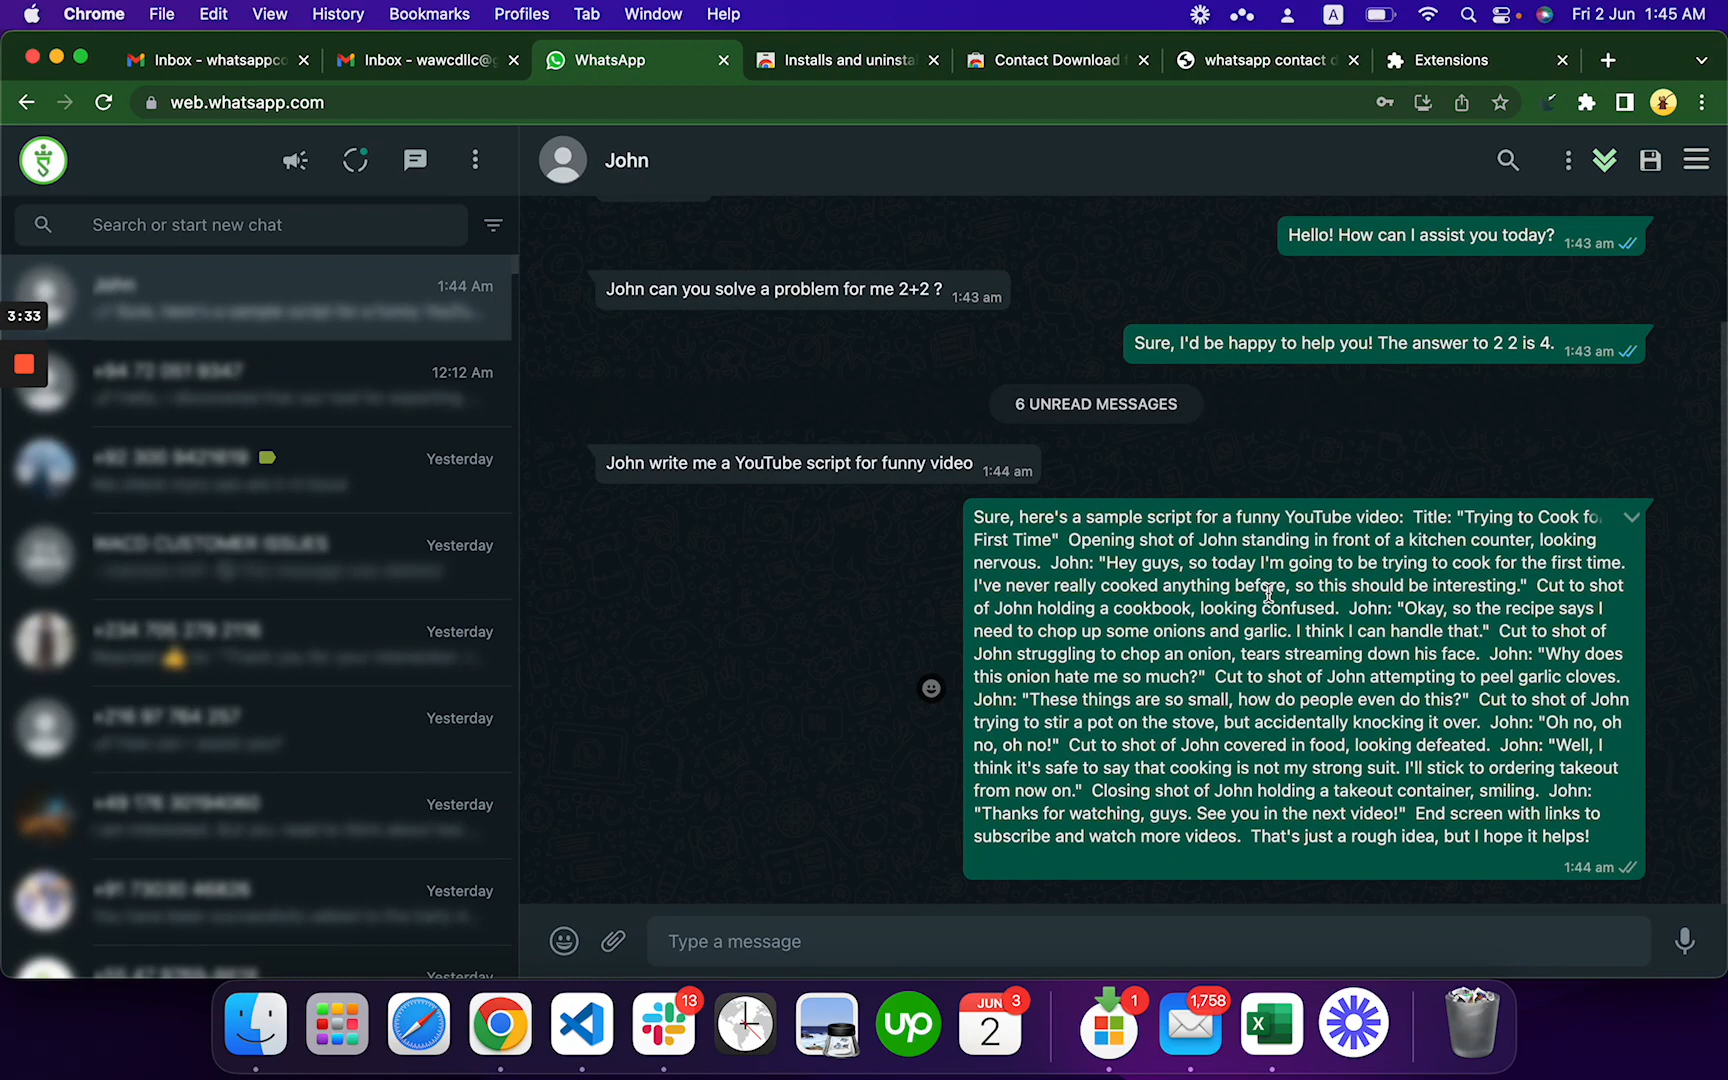 Chrome File Edit View History Bookmarks Profiles Tab Window Help
A Fri 2 Jun 1:45 AM
Inbox - whatsappco
Inbox - wawcdllc@g
WhatsApp
Installs and uninsta
Contact Download
whatsapp contact
Extensions
web.whatsapp.com
John
Search or start new chat
Hello! How can I assist you today? 1:43 am
John 1:44 Am
John can you solve a problem for me 2+2 ? 1:43 am
3:33
Sure, I'd be happy to help you! The answer to 2 2 is 4. 1:43 am
12:12 Am
6 UNREAD MESSAGES
Yesterday
John write me a YouTube script for funny video 1:44 am
Sure, here's a sample script for a funny YouTube video: Title: "Trying to Cook fo
First Time" Opening shot of John standing in front of a kitchen counter, looking
nervous. John: "Hey guys, so today I'm going to be trying to cook for the first time.
I've never really cooked anything before, so this should be interesting." Cut to shot
of John holding a cookbook, looking confused. John: "Okay, so the recipe says I
need to chop up some onions and garlic. I think I can handle that." Cut to shot of
John struggling to chop an onion, tears streaming down his face. John: "Why does
this onion hate me so much?" Cut to shot of John attempting to peel garlic cloves.
John: "These things are so small, how do people even do this?" Cut to shot of John
trying to stir a pot on the stove, but accidentally knocking it over. John: "Oh no, oh
no, oh no!" Cut to shot of John covered in food, looking defeated. John: "Well, I
think it's safe to say that cooking is not my strong suit. I'll stick to ordering takeout
from now on." Closing shot of John holding a takeout container, smiling. John:
"Thanks for watching, guys. See you in the next video!" End screen with links to
subscribe and watch more videos. That's just a rough idea, but I hope it helps!
1:44 am
WACD CUSTOMER ISSUES Yesterday
Yesterday
Yesterday
Yesterday
Yesterday
Yesterday
Type a message
13
up
JUN 3
2
1
1,758
X